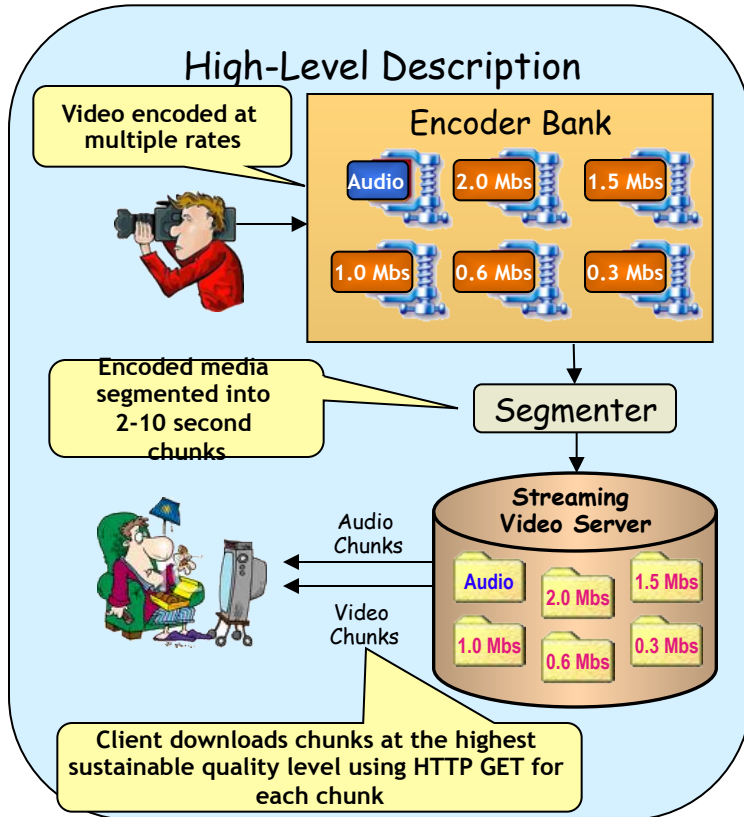 High-Level Description
Video encoded at
multiple rates
Encoder Bank
Audio
2.0 Mbs
1.5 Mbs
1.0 Mbs
0.6 Mbs
0.3 Mbs
Encoded media
segmented into
2-10 second
chunks
Segmenter
Streaming
Video Server
Audio
Chunks
Audio
2.0 Mbs
1.5 Mbs
Video
Chunks
1.0 Mbs
0.6 Mbs
0.3 Mbs
Client downloads chunks at the highest
sustainable quality level using HTTP GET for
each chunk